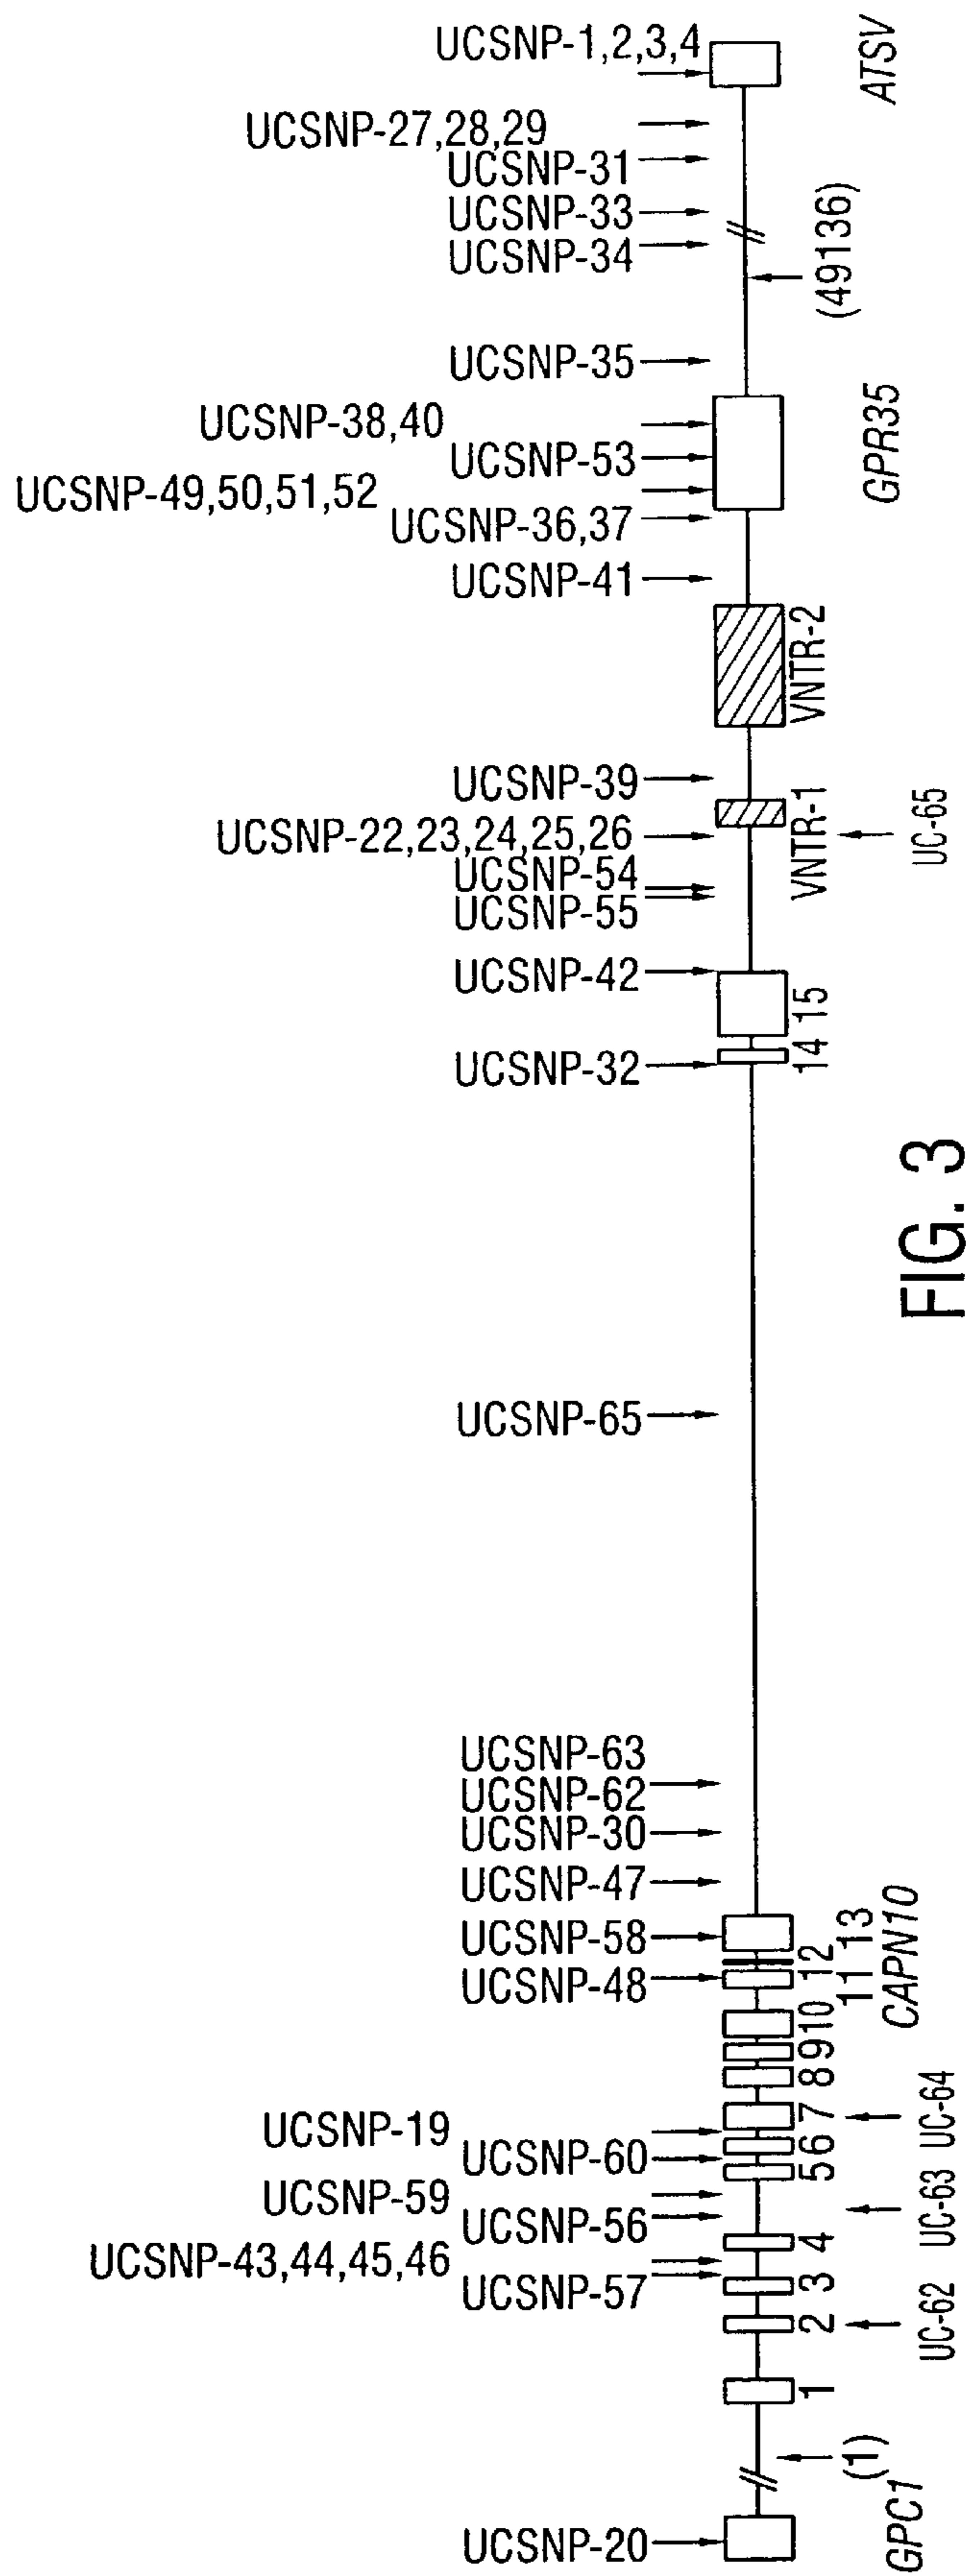 UCSNP-1,2,3,4
ATSV
UCSNP-27,28,29
UCSNP-31
UCSNP-33
UCSNP-34
(49136)
UCSNP-35
UCSNP-38,40
GPR35
UCSNP-53
UCSNP-49,50,51,52
UCSNP-36,37
UCSNP-41
VNTR-2
UCSNP-39
VNTR-1
UC-65
UCSNP-22,23,24,25,26
UCSNP-54
UCSNP-55
UCSNP-42
15
14
UCSNP-32
FIG. 3
UCSNP-65
UCSNP-63
UCSNP-62
UCSNP-30
UCSNP-47
UCSNP-58
13
12
11
CAPN10
UCSNP-48
10
9
8
7
UC-64
UCSNP-19
6
UCSNP-60
5
UCSNP-59
UC-63
UCSNP-56
4
UCSNP-43,44,45,46
UCSNP-57
3
2
UC-62
1
(1)
GPC1
UCSNP-20